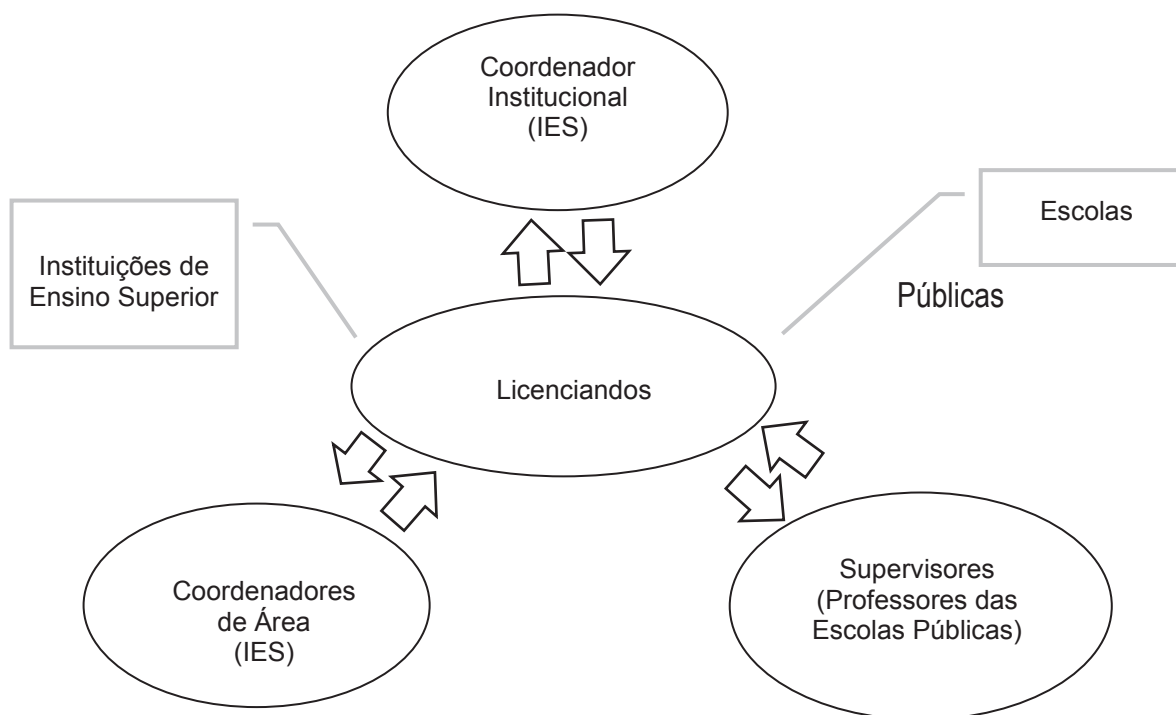 Coordenador
Institucional
(IES)
Escolas
Públicas
Instituições de
Ensino Superior
Licenciandos
Coordenadores
de Área
(IES)
Supervisores
(Professores das
Escolas Públicas)